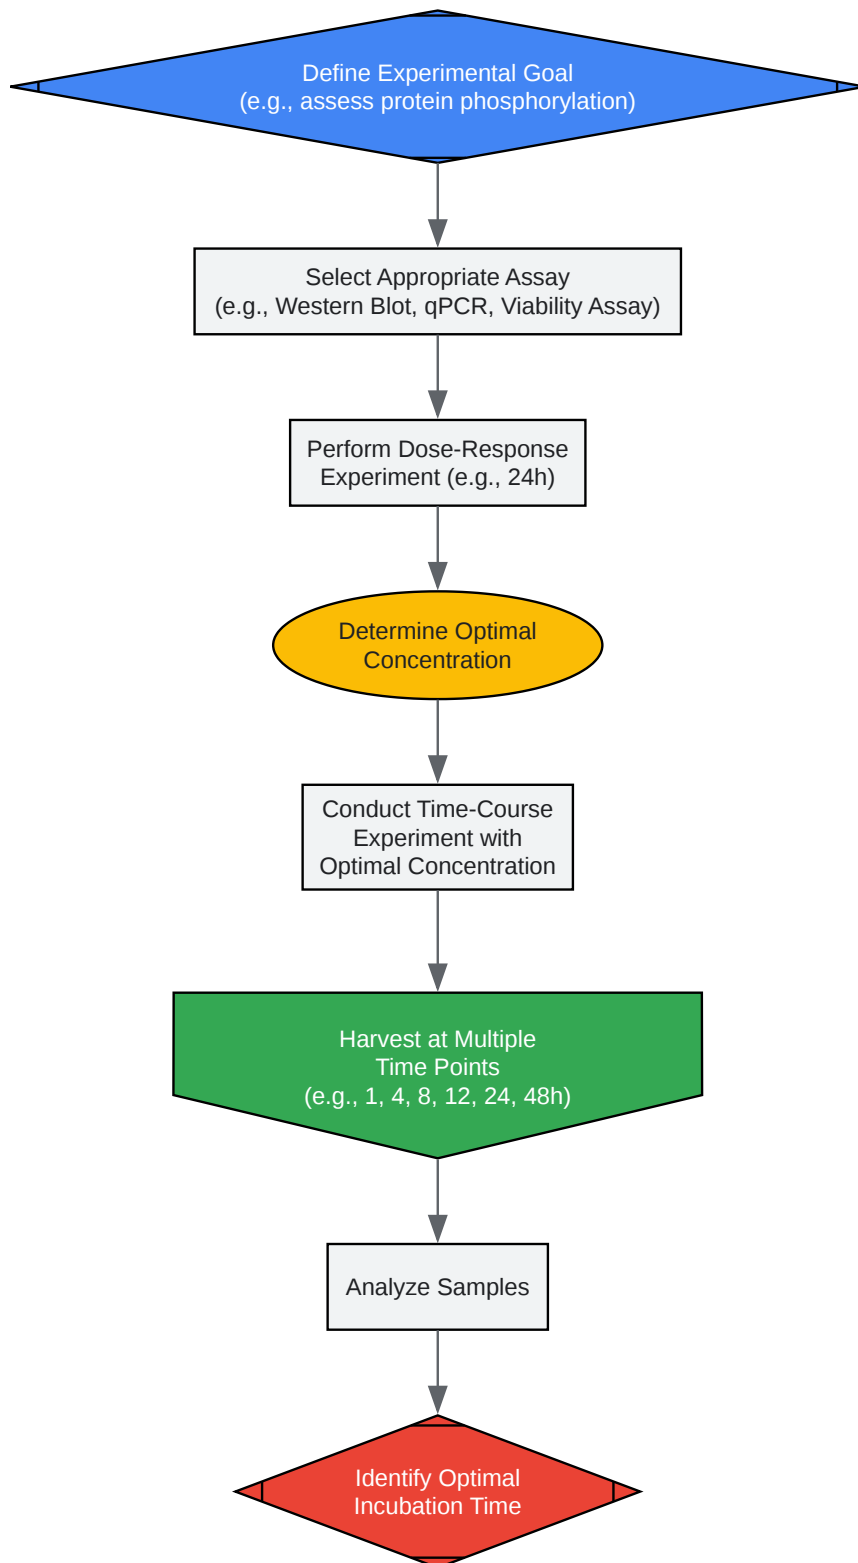 Define Experimental Goal
(e.g., assess protein phosphorylation)
Select Appropriate Assay
(e.g., Western Blot, qPCR, Viability Assay)
Perform Dose-Response
Experiment (e.g., 24h)
Determine Optimal
Concentration
Conduct Time-Course
Experiment with
Optimal Concentration
Harvest at Multiple
Time Points
(e.g., 1, 4, 8, 12, 24, 48h)
Analyze Samples
Identify Optimal
Incubation Time